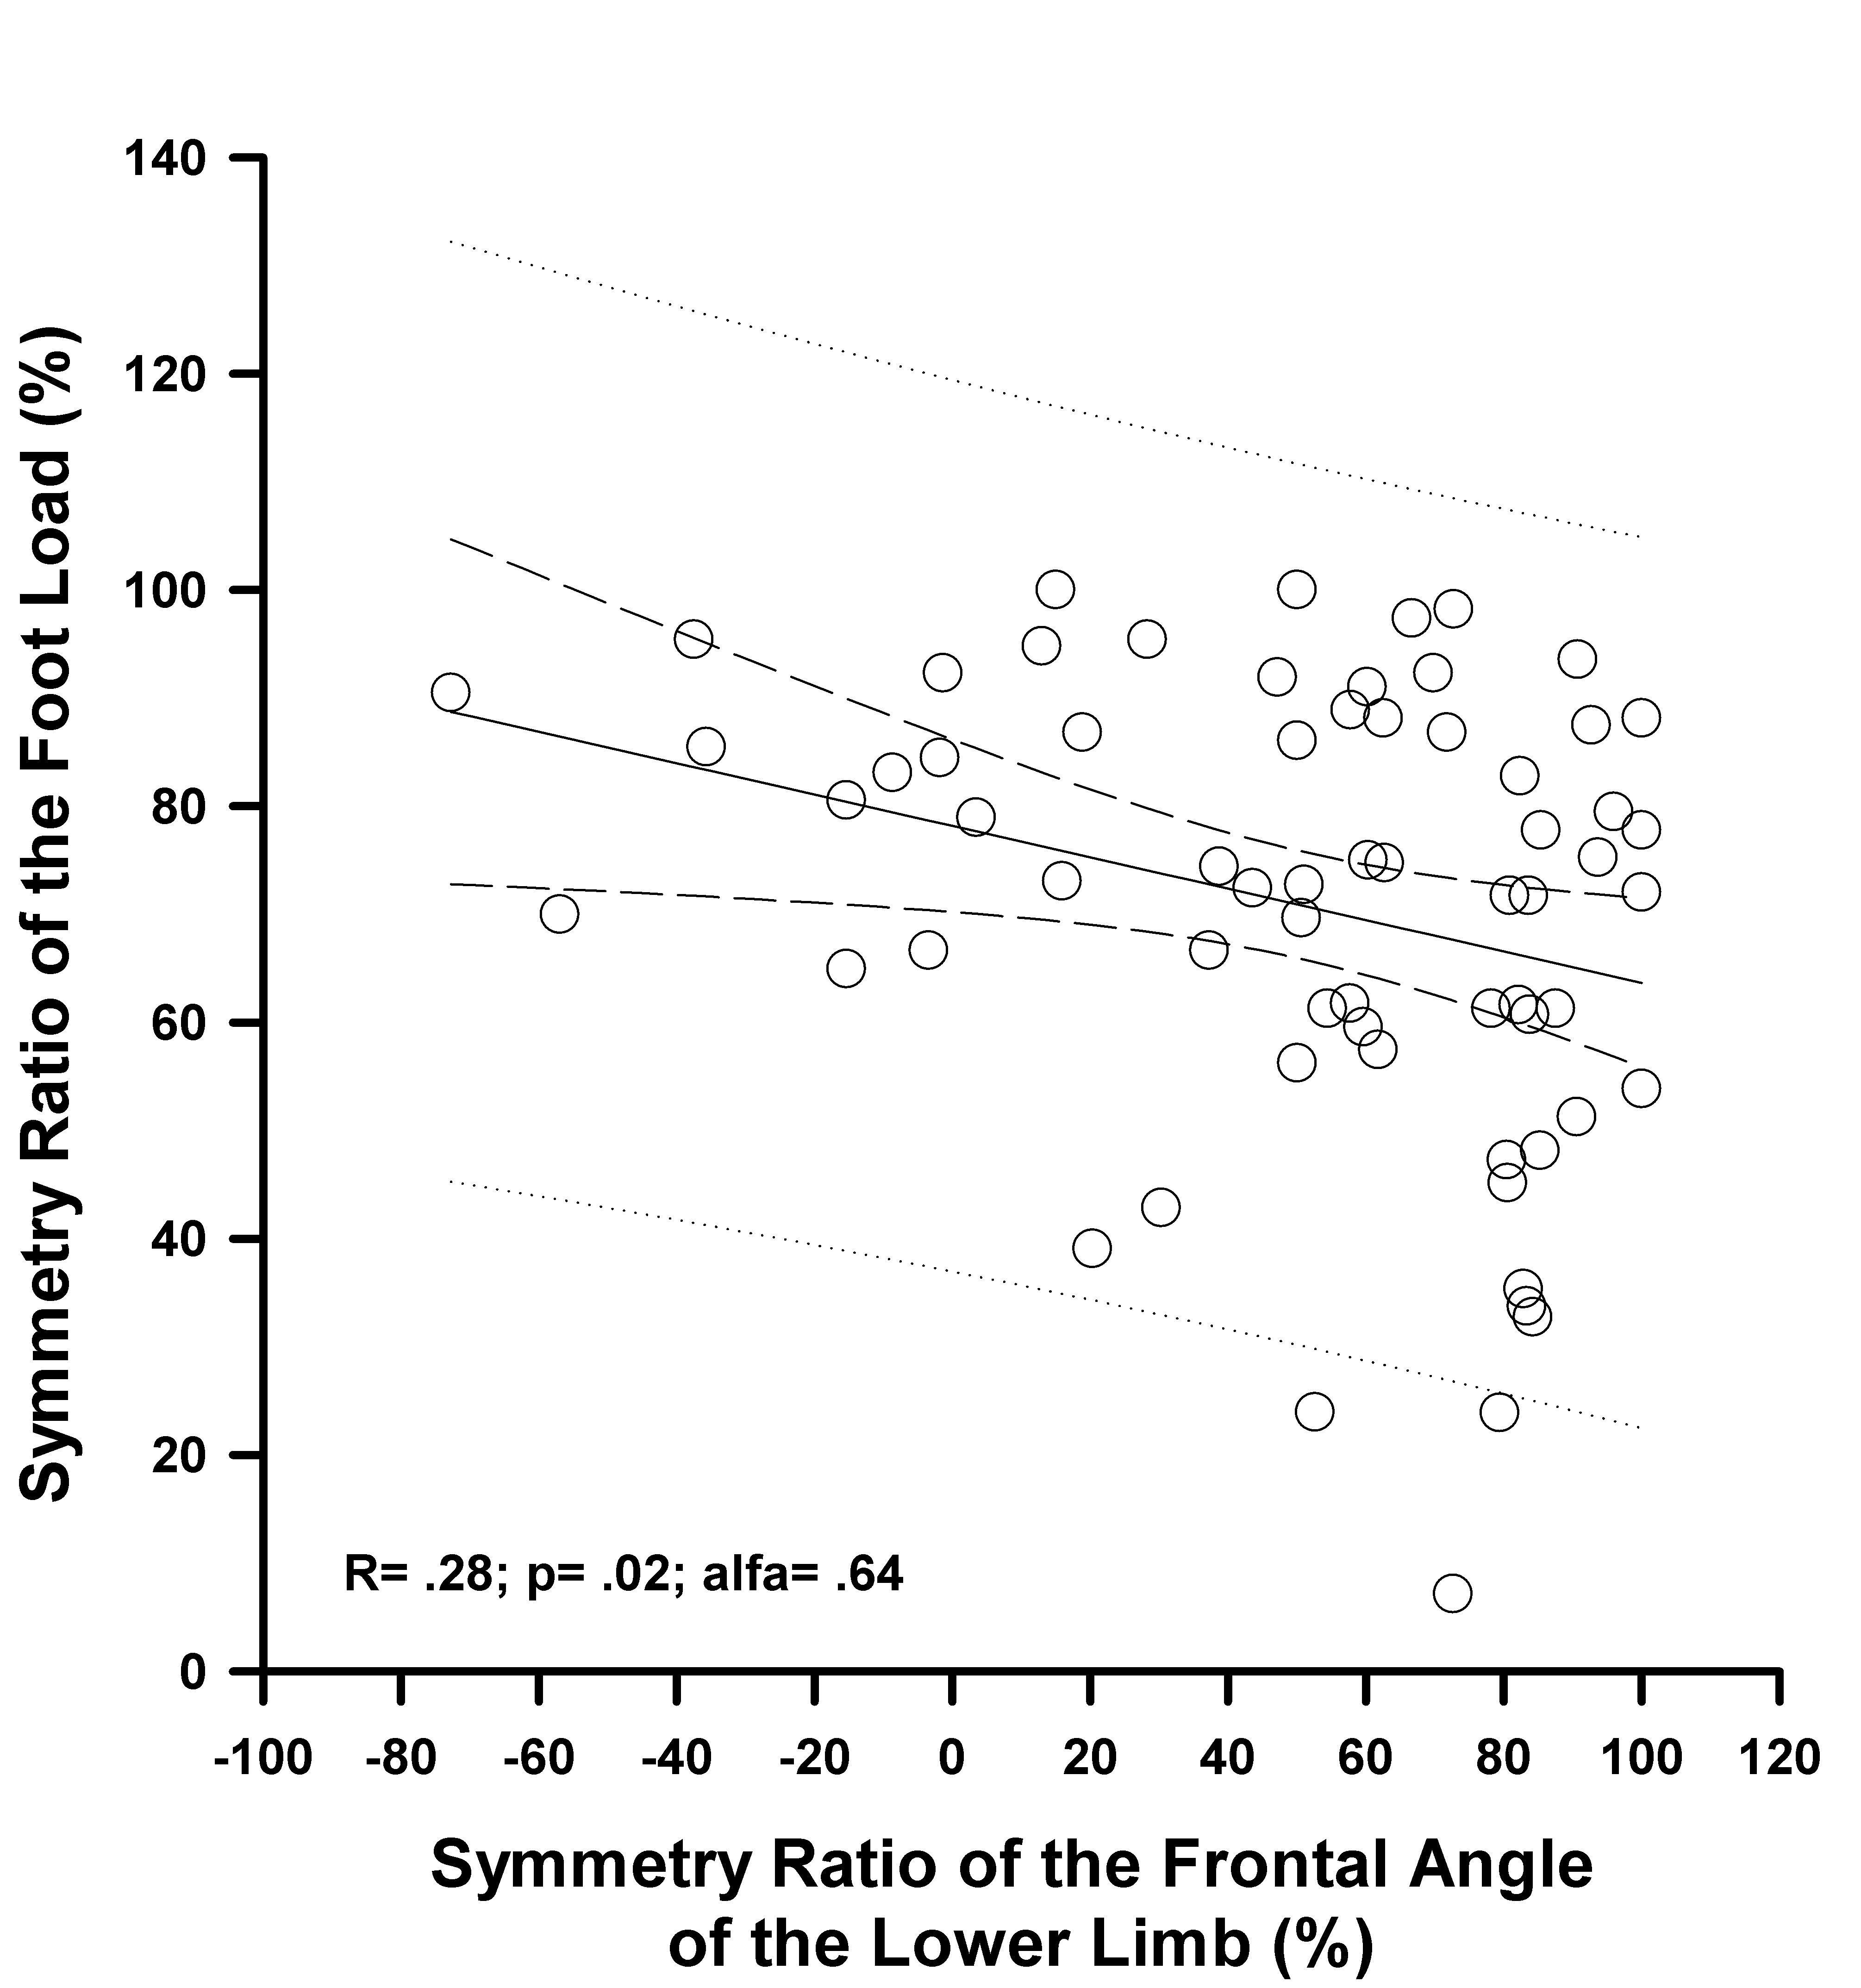 Symmetry Ratio of the Foot Load (%)
140
120
100
80
60
40
20
0
R= .28; p= .02; alfa= .64
-100 -80 -60 -40 -20 0 20 40 60 80 100 120
Symmetry Ratio of the Frontal Angle
of the Lower Limb (%)